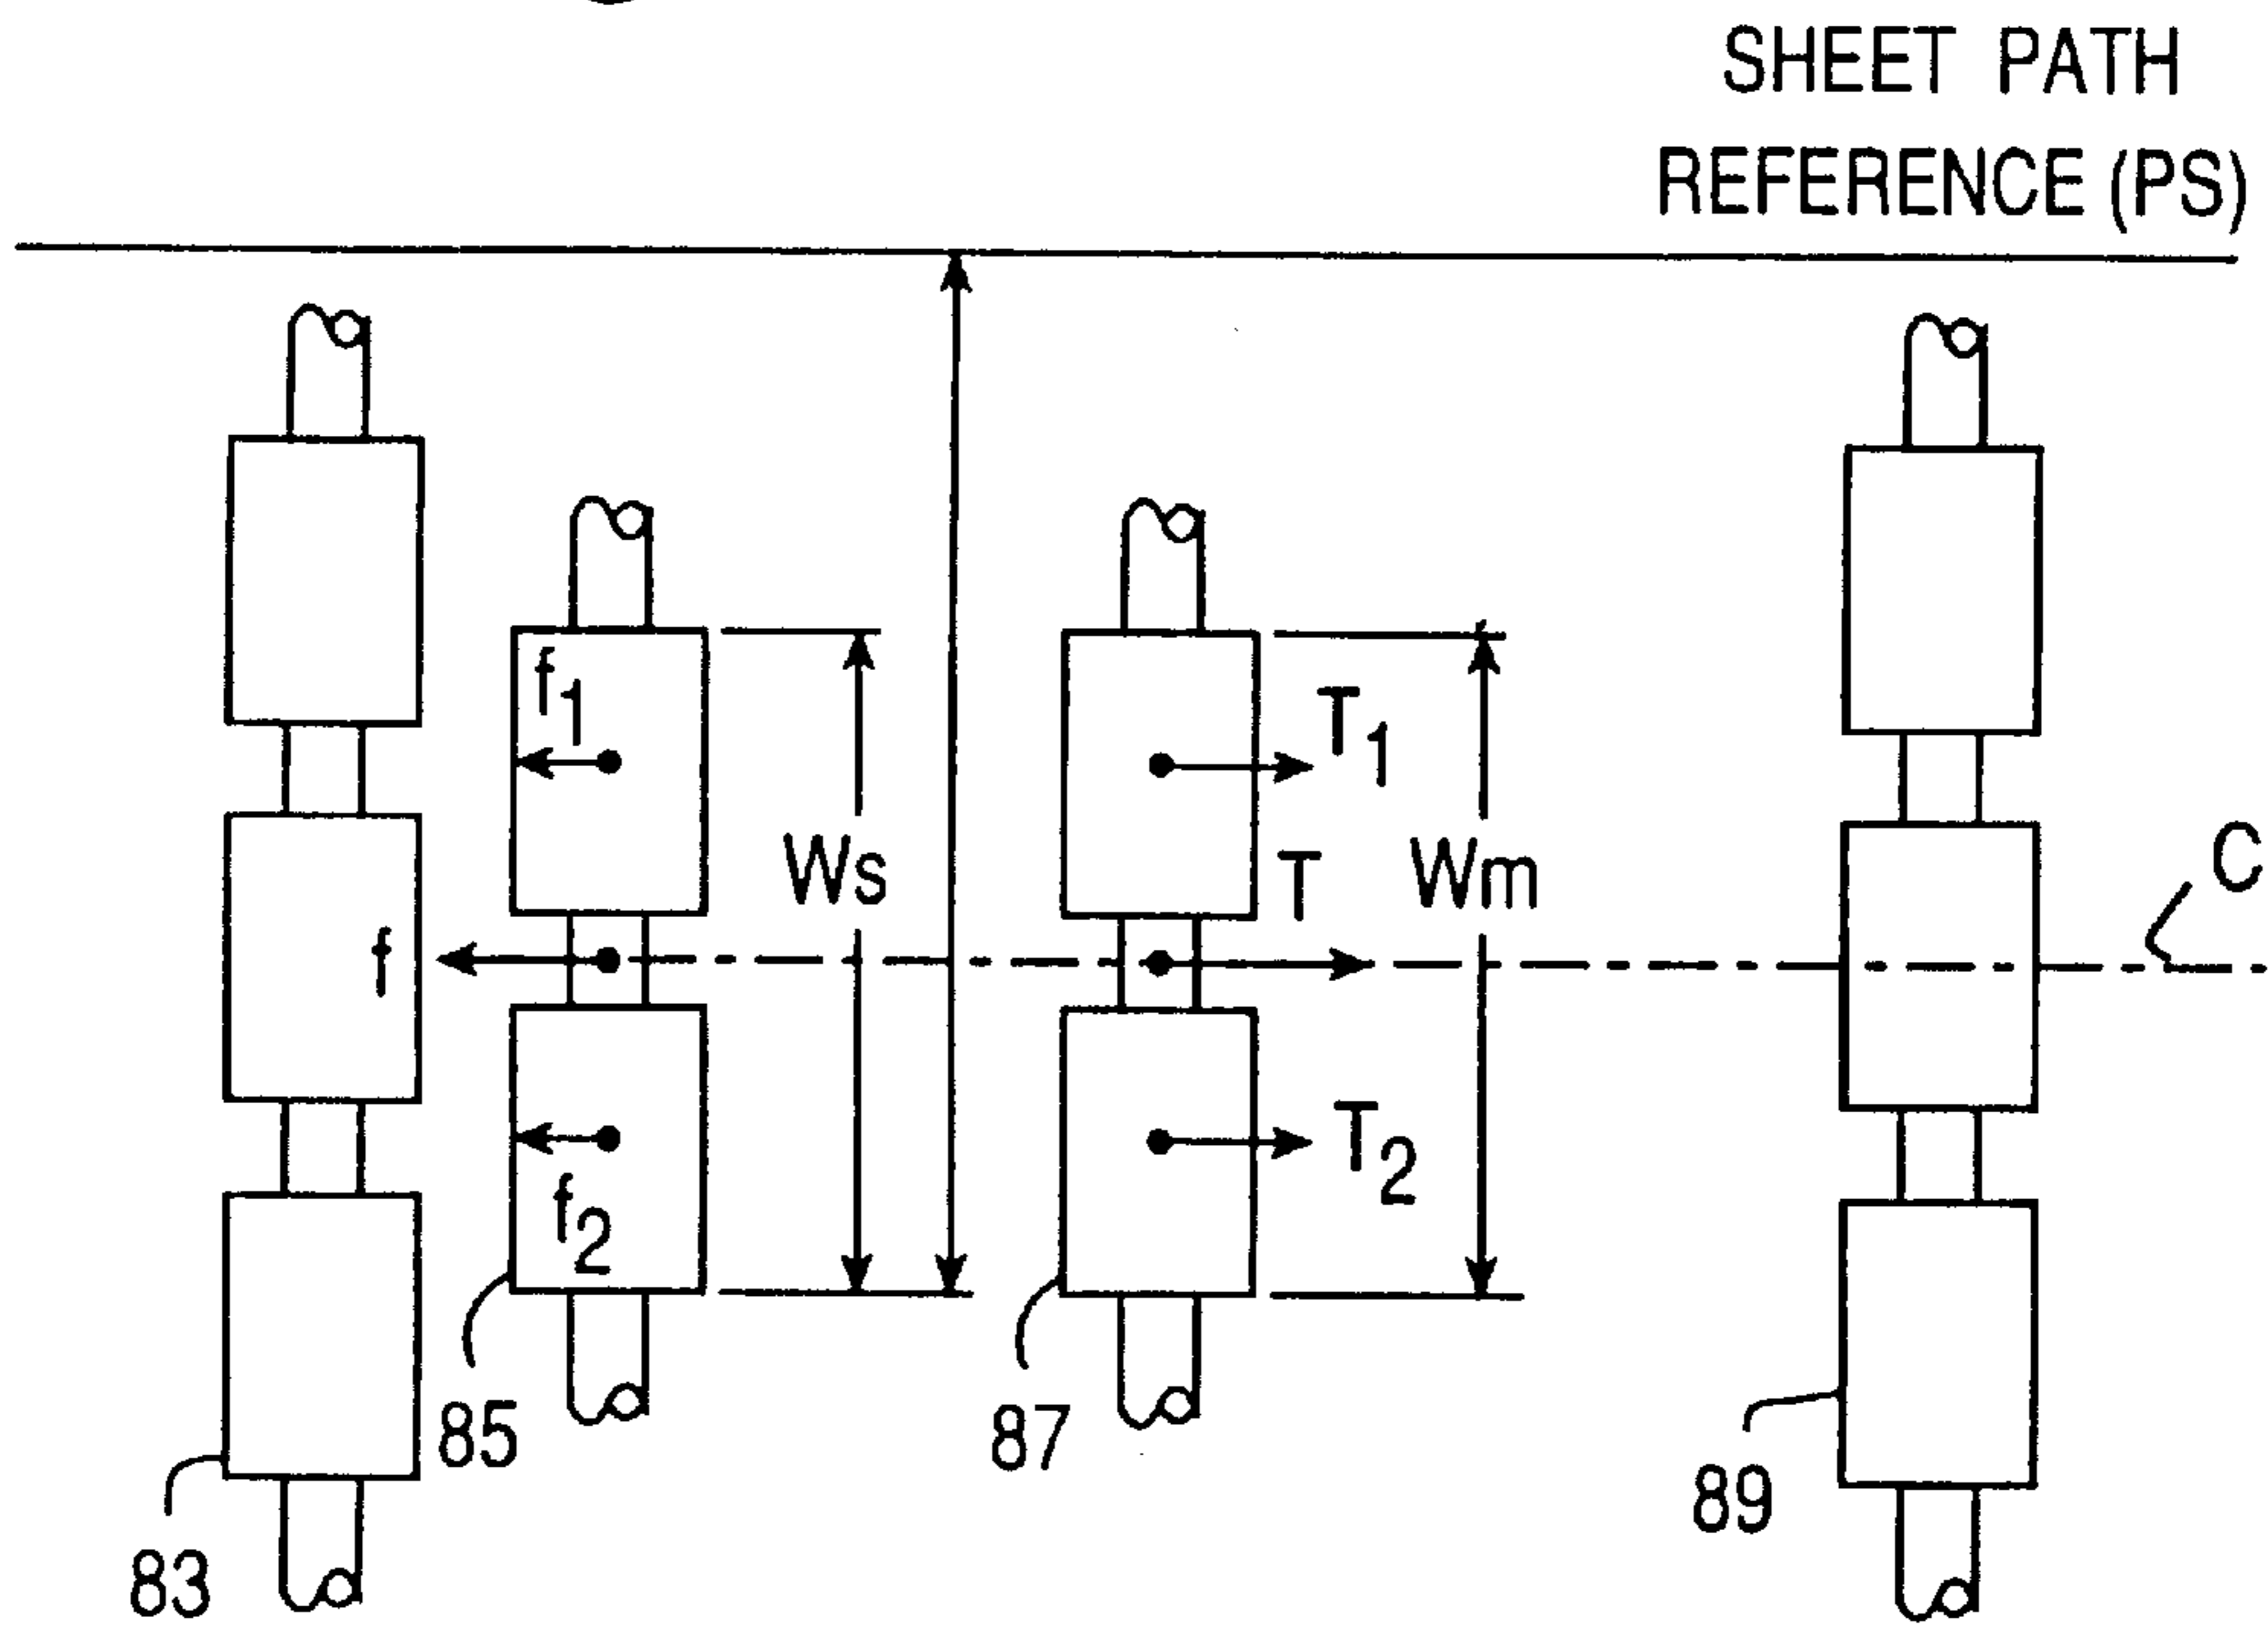 SHEET PATH
REFERENCE (PS)
f1
T1
Ws
T
Wm
C
f
f2
T2
85
87
89
83